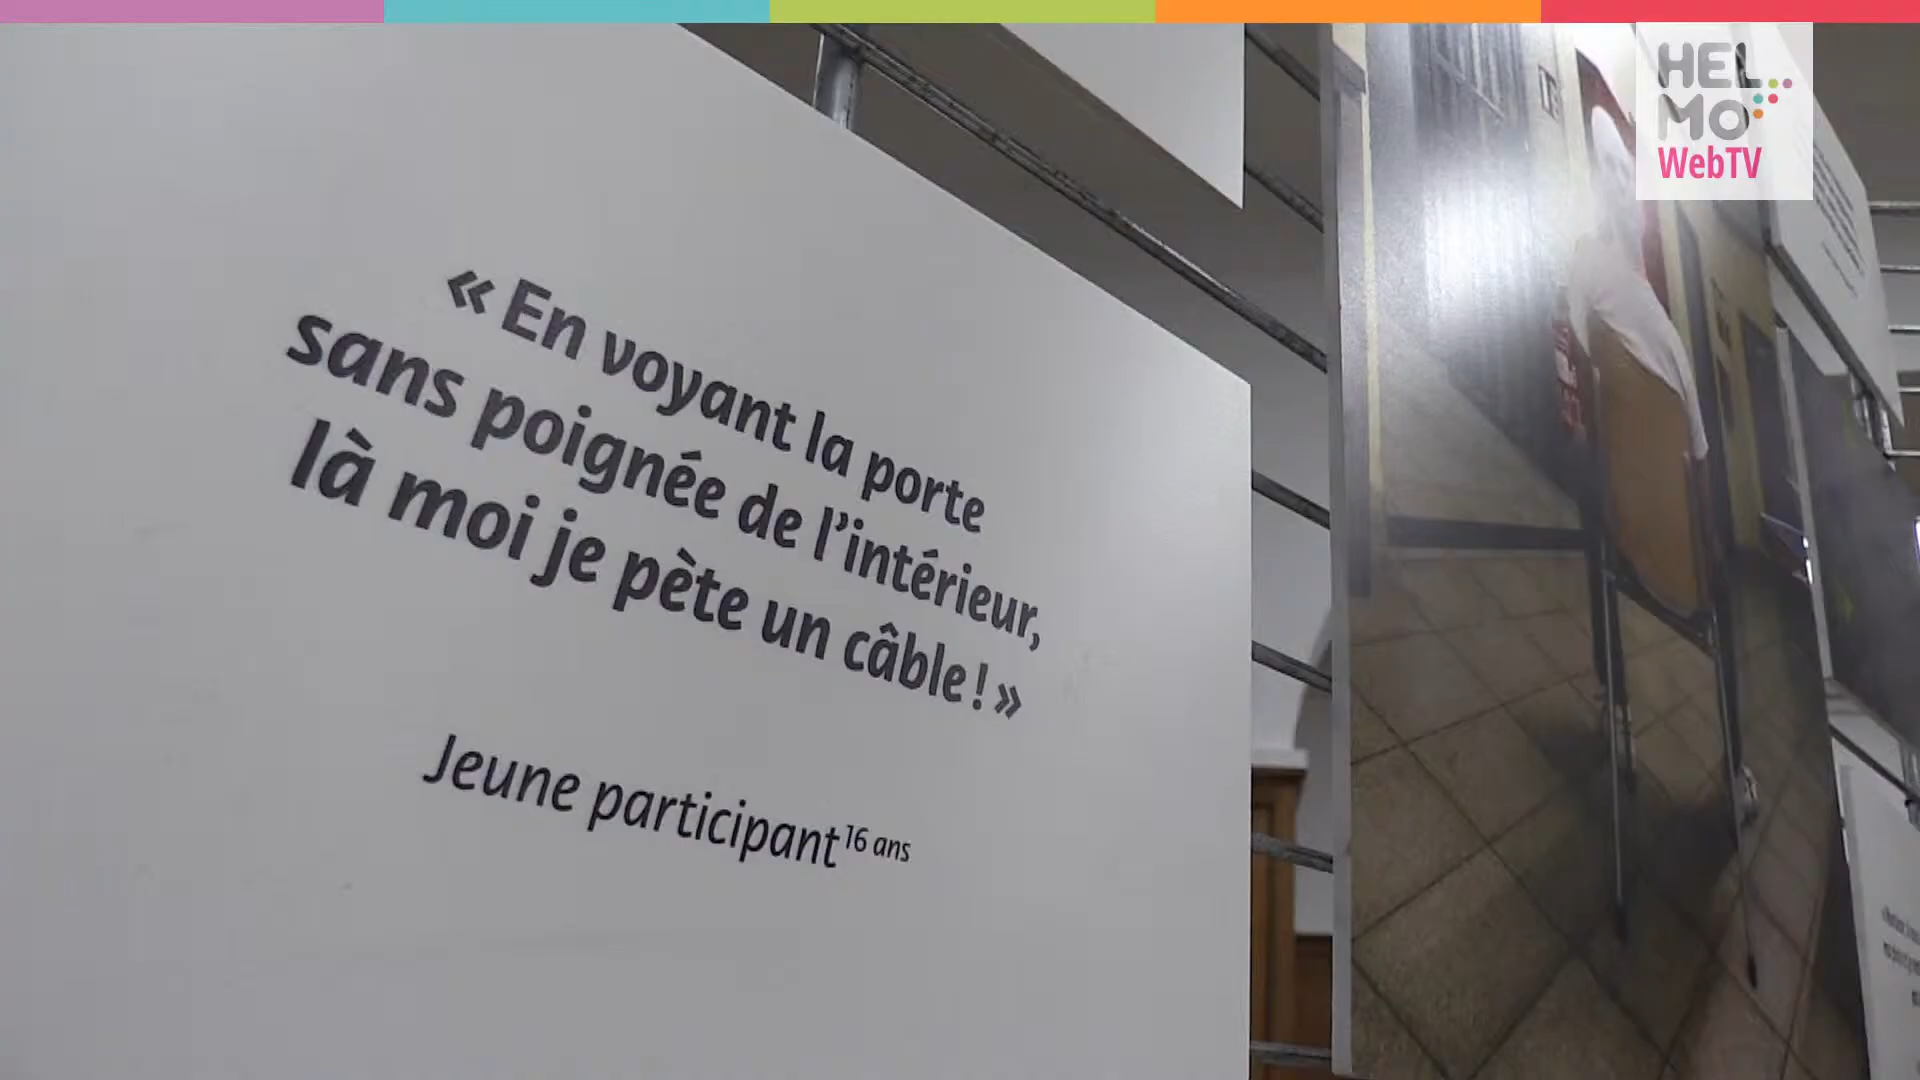 HEL
MO
WebTV
« En voyant la porte
sans poignée de l’intérieur,
là moi je pète un câble ! »
Jeune participant 16 ans